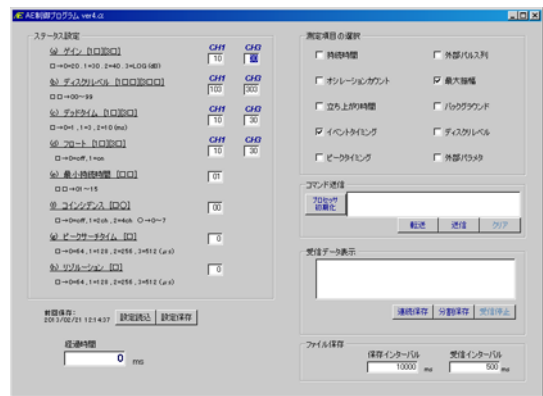 AE制御プログラム ver4.α
ステータス設定
(a) ゲイン [1□|3□]
CH1 CH3
10
□→0=20, 1=30, 2=40, 3=LOG (dB)
(b) ディスクリレベル [1□□|3□□]
CH1 CH3
103 303
□□→00~99
(c) デッドタイム [1□|3□]
CH1 CH3
10 30
(d) フロート [1□|3□]
CH1 CH3
10 30
□→0=off, 1=on
(e) 最小持続時間 [□□]
01
□□→01~15
(f) コインシデンス [□○]
00
□→0=off, 1=2ch, 2=4ch ○→0~7
(g) ピークサーチタイム [□]
0
□→0=64, 1=128, 2=256, 3=512 (μs)
(h) リゾルーション [□]
0
□→0=64, 1=128, 2=256, 3=512 (μs)
前回保存:
2013/02/21 12:14:37
設定読込 設定保存
経過時間
0 ms
測定項目の選択
持続時間 外部パルス列
オシレーションカウント 最大振幅
立ち上がり時間 バックグラウンド
イベントタイミング ディスクリレベル
ピークタイミング 外部パラメタ
コマンド送信
プロセッサ
初期化
転送 送信 クリア
受信データ表示
連続保存 分割保存 受信停止
ファイル保存
保存インターバル 受信インターバル
10000 ms 500 ms